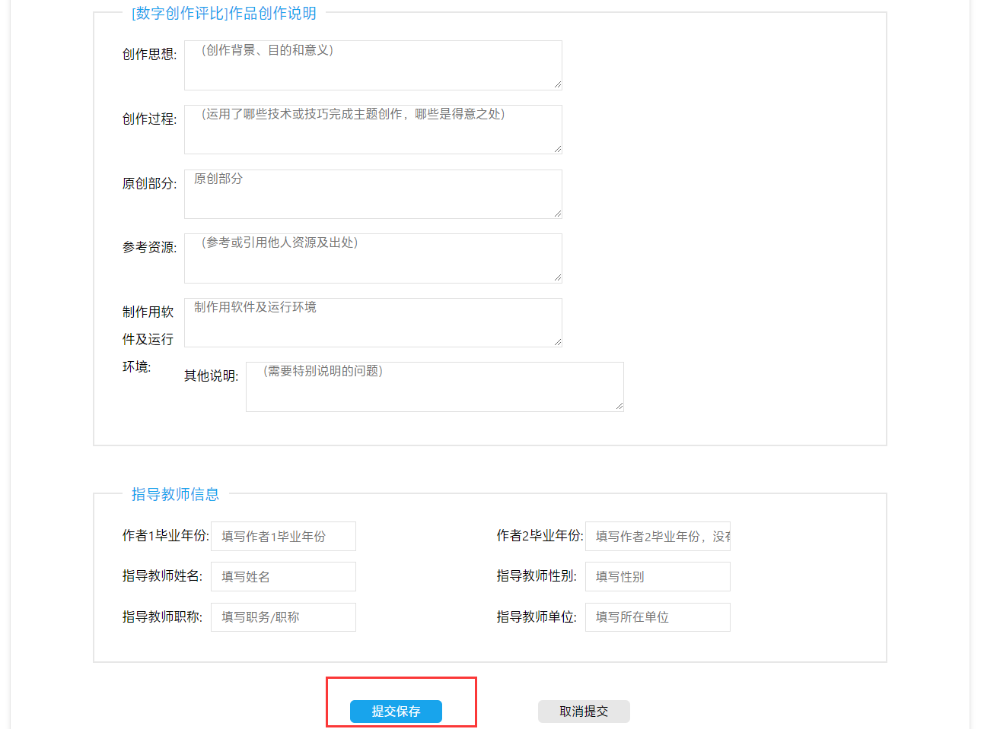 [数字创作评比]作品创作说明
创作思想:
（创作背景、目的和意义）
创作过程:
（运用了哪些技术或技巧完成主题创作，哪些是得意之处）
原创部分:
原创部分
参考资源:
（参考或引用他人资源及出处）
制作用软
件及运行
环境:
制作用软件及运行环境
其他说明:
（需要特别说明的问题）
指导教师信息
作者1毕业年份:
填写作者1毕业年份
作者2毕业年份:
填写作者2毕业年份，没有
指导教师姓名:
填写姓名
指导教师性别:
填写性别
指导教师职称:
填写职务/职称
指导教师单位:
填写所在单位
提交保存
取消提交